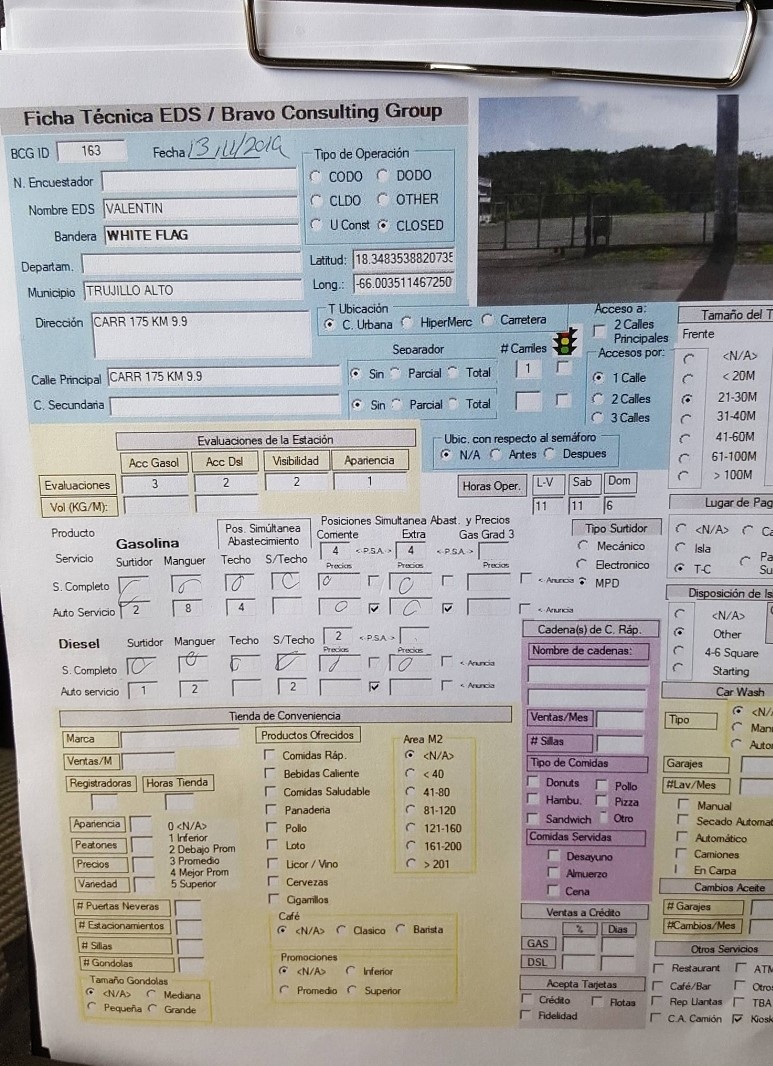 Ficha Técnica EDS / Bravo Consulting Group
BCG ID 163 Fecha
Tipo de Operación
CODO DODO
N. Encuestador
CLDO OTHER
Nombre EDS VALENTIN
U Const CLOSED
Bandera WHITE FLAG
Departam.
Latitud: 18.3483538820735
Municipio TRUJILLO ALTO
Long.: -66.003511467250
Dirección CARR 175 KM 9.9
T Ubicación
C. Urbana HiperMerc Carretera
Acceso a:
2 Calles
Principales
Separador # Carriles
Accesos por:
Calle Principal CARR 175 KM 9.9 Sin Parcial Total 1
1 Calle
C. Secundaria Sin Parcial Total
2 Calles
3 Calles
Tamaño del T
Frente
<N/A>
< 20M
21-30M
31-40M
41-60M
61-100M
> 100M
Evaluaciones de la Estación
Acc Gasol Acc Dsl Visibilidad Apariencia
Evaluaciones 3 2 2 1
Vol (KG/M):
Ubic. con respecto al semáforo
N/A Antes Despues
Horas Oper. L-V Sab Dom
11 11 6
Lugar de Pag
<N/A> Ca
Isla
T-C Pa
Su
Producto
Servicio
Gasolina
Pos. Simúltanea
Abastecimiento
Posiciones Simultanea Abast. y Precios
Corriente Extra Gas Grad 3
Surtidor Manguer Techo S/Techo 4 <-P.S.A.-> 4 <-P.S.A.->
Precios Precios Precios
S. Completo <- Anuncia
Auto Servicio 2 8 4 <- Anuncia
Tipo Surtidor
Mecánico
Electronico
MPD
Disposición de Is
<N/A>
Other
4-6 Square
Starting
Diesel Surtidor Manguer Techo S/Techo 2 <-P.S.A.->
Precios Precios
S. Completo <- Anuncia
Auto servicio 1 2 2 <- Anuncia
Cadena(s) de C. Ráp.
Nombre de cadenas:
Ventas/Mes
# Sillas
Tipo de Comidas
Donuts Pollo
Hambu. Pizza
Sandwich Otro
Comidas Servidas
Desayuno
Almuerzo
Cena
Car Wash
Tipo <N/
Man
Auto
Garajes
#Lav/Mes
Manual
Secado Automat
Automático
Camiones
En Carpa
Cambios Aceite
# Garajes
#Cambios/Mes
Tienda de Conveniencia
Marca
Ventas/M
Registradoras Horas Tienda
Apariencia
Peatones
Precios
Variedad
0 <N/A>
1 Inferior
2 Debajo Prom
3 Promedio
4 Mejor Prom
5 Superior
# Puertas Neveras
# Estacionamientos
# Sillas
# Gondolas
Tamaño Gondolas
<N/A> Mediana
Pequeña Grande
Productos Ofrecidos
Comidas Ráp.
Bebidas Caliente
Comidas Saludable
Panaderia
Pollo
Loto
Licor / Vino
Cervezas
Cigarrillos
Area M2
<N/A>
< 40
41-80
81-120
121-160
161-200
> 201
Café
<N/A> Clasico Barista
Promociones
<N/A> Inferior
Promedio Superior
Ventas a Crédito
% Dias
GAS
DSL
Acepta Tarjetas
Crédito Flotas
Fidelidad
Otros Servicios
Restaurant ATM
Café/Bar Otros
Rep Llantas TBA
C.A. Camión Kiosk